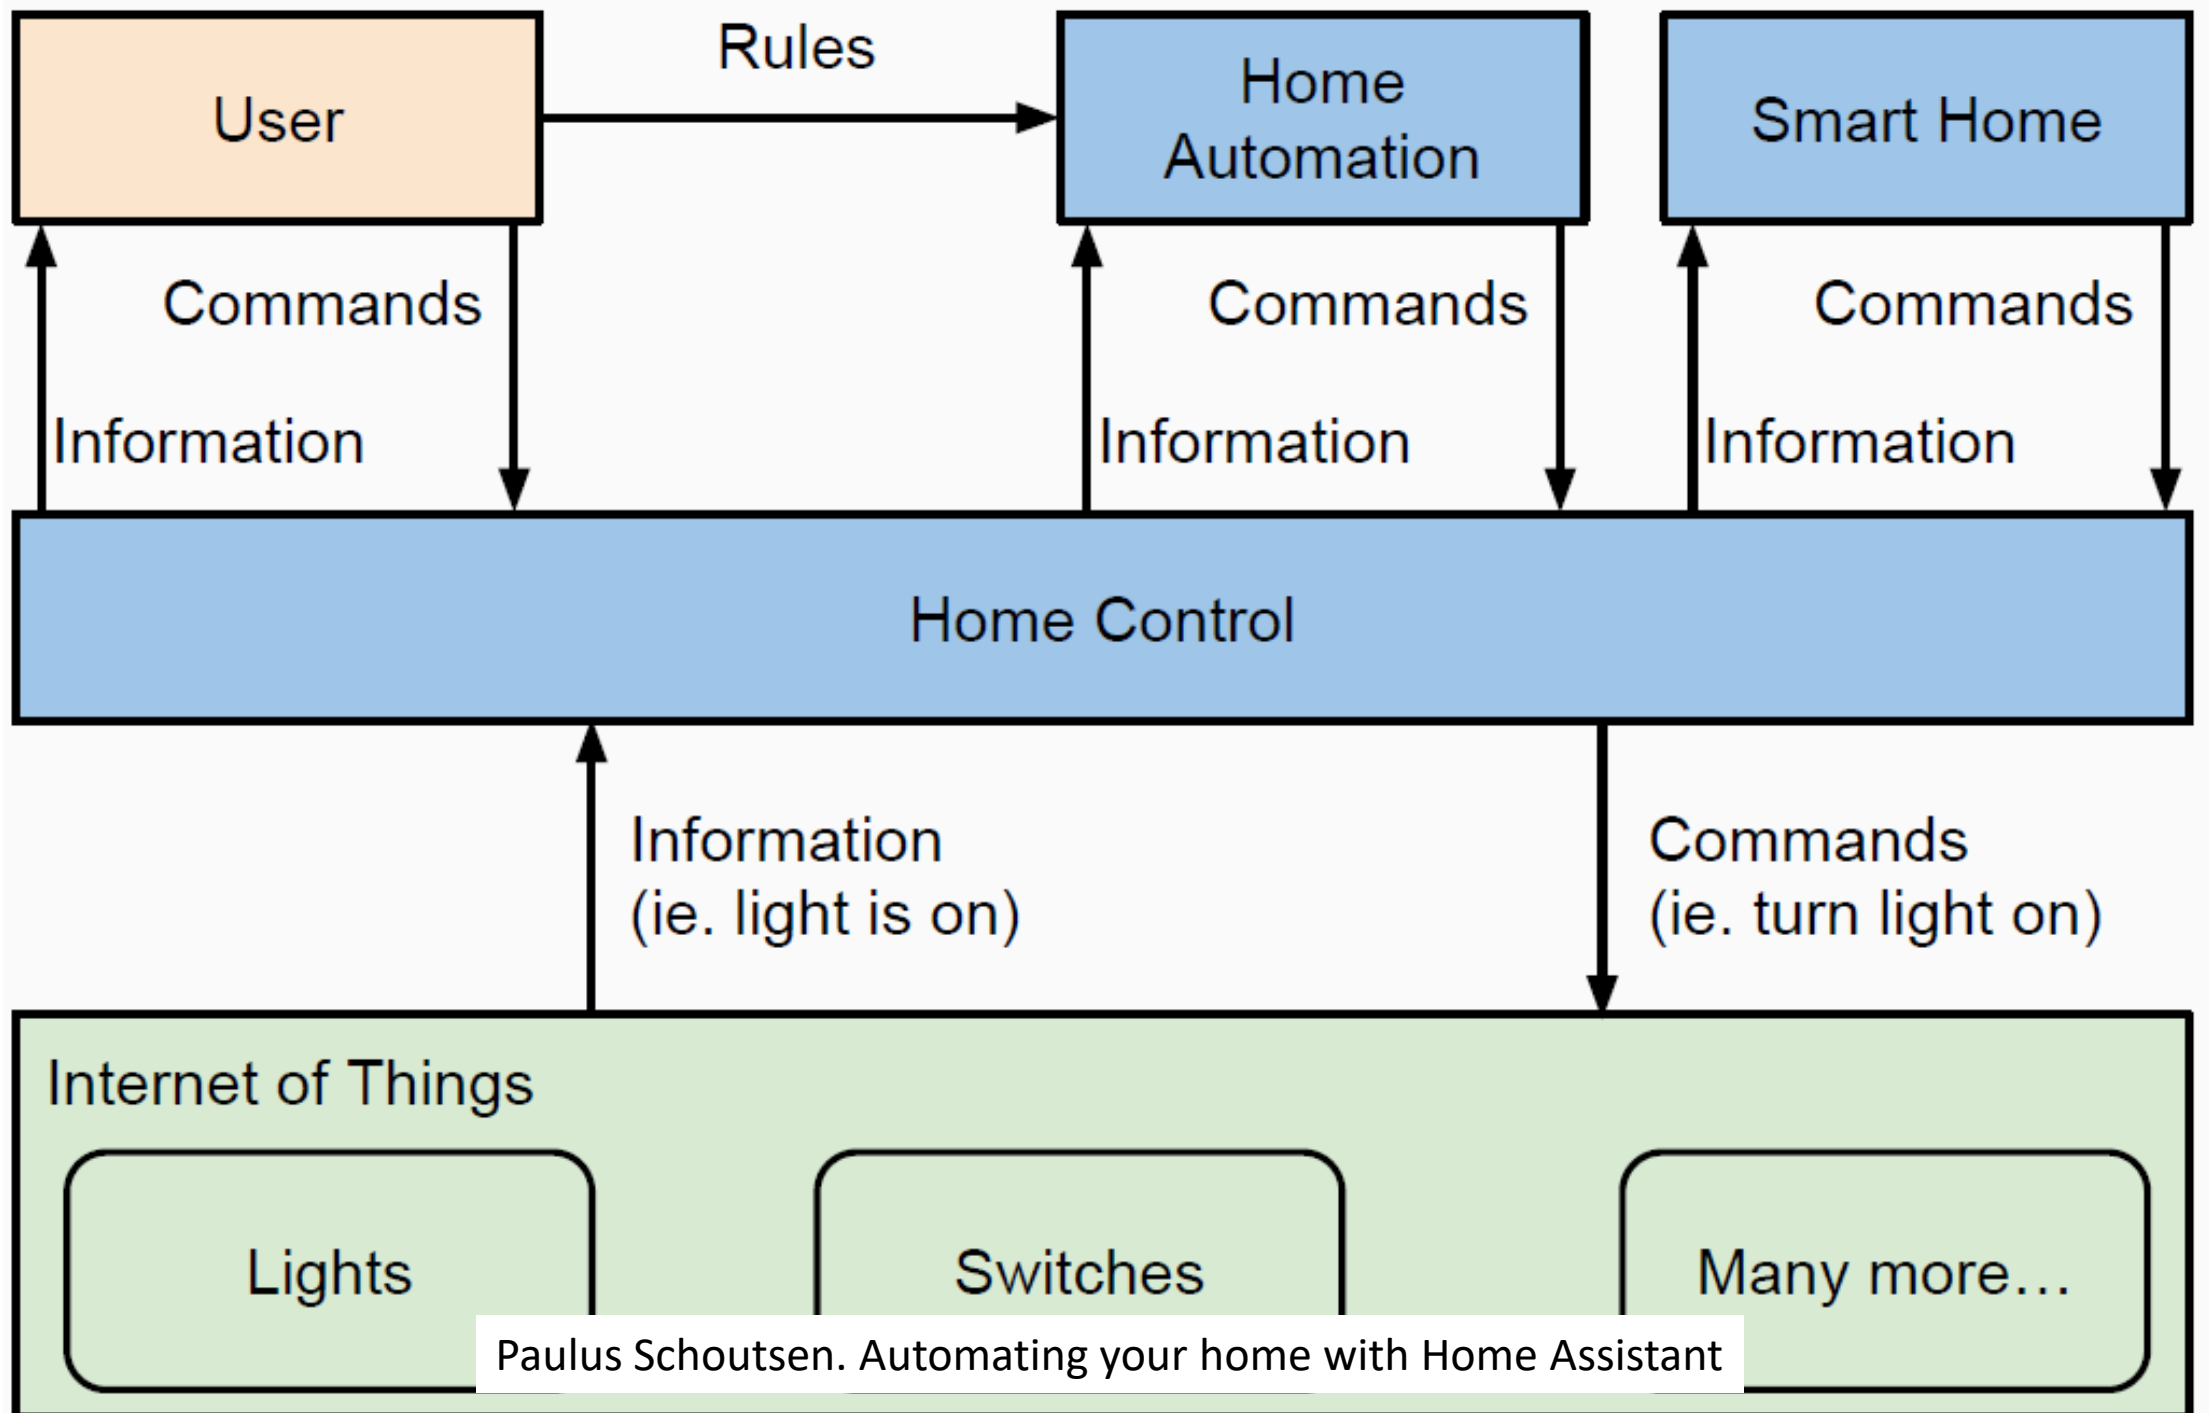 Rules
User
Home
Automation
Smart Home
Commands
Commands
Commands
Information
Information
Information
Home Control
Information
(ie. light is on)
Commands
(ie. turn light on)
Internet of Things
Lights
Switches
Many more…
Paulus Schoutsen. Automating your home with Home Assistant